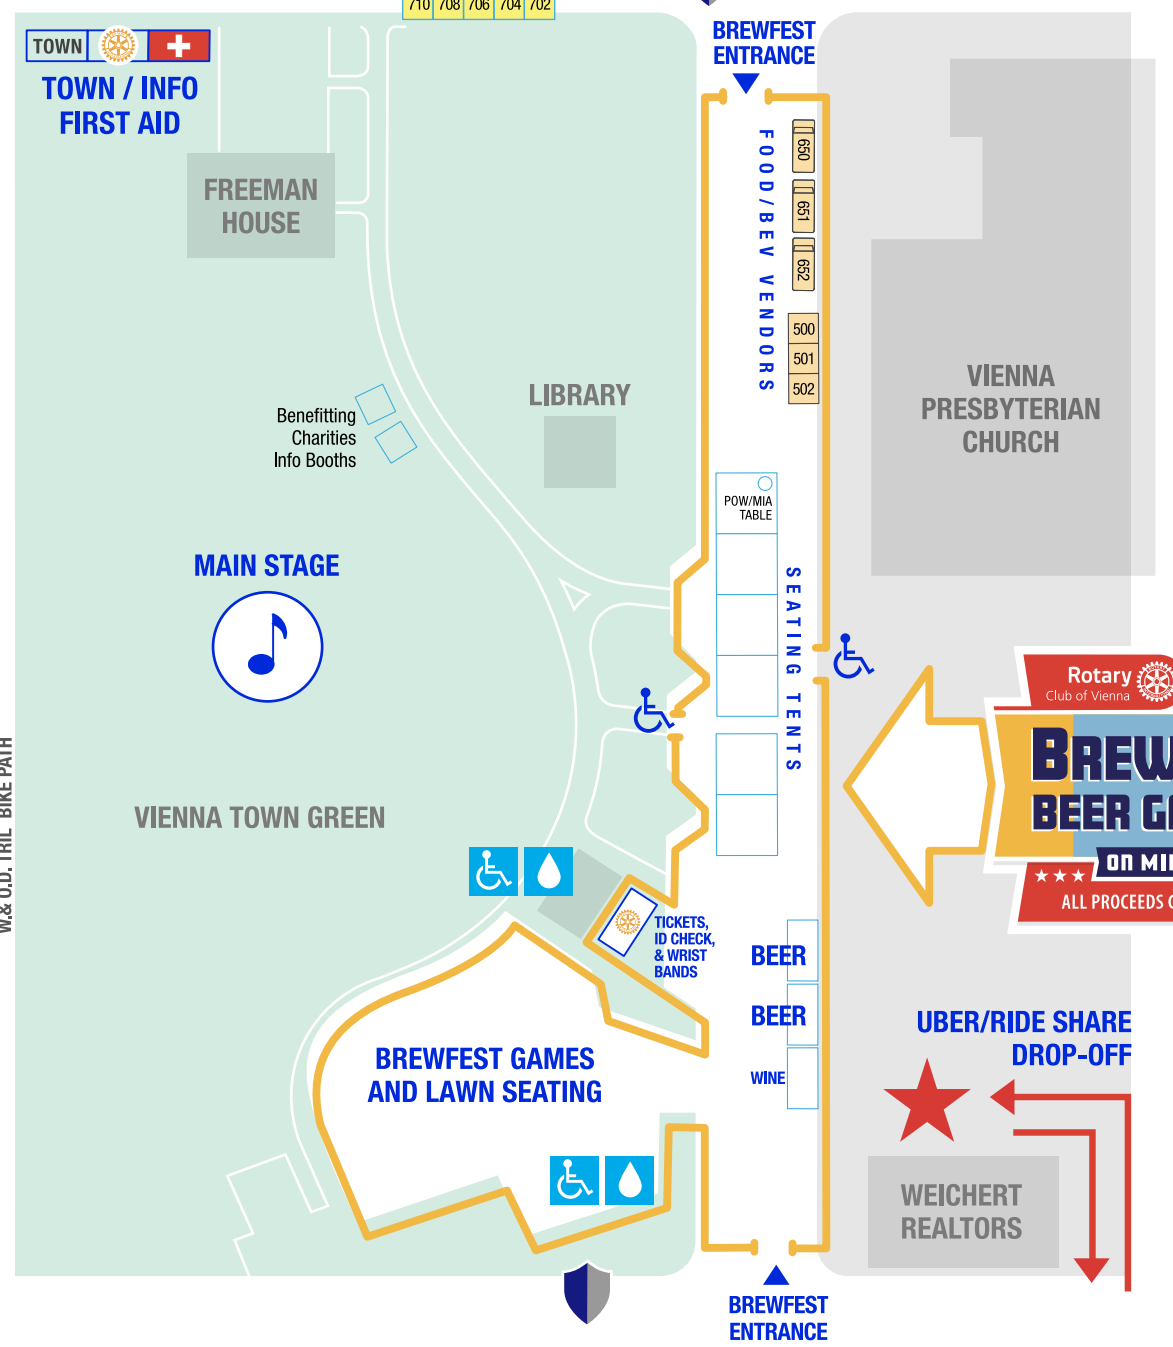 710 708 706 704 702
TOWN
TOWN / INFO
FIRST AID
BREWFEST
ENTRANCE
FREEMAN
HOUSE
FOOD/BEV VENDORS
650
651
652
500
501
502
VIENNA
PRESBYTERIAN
CHURCH
LIBRARY
Benefitting
Charities
Info Booths
POW/MIA
TABLE
MAIN STAGE
SEATING TENTS
Rotary
Club of Vienna
BREW
BEER G
ON MI
ALL PROCEEDS
VIENNA TOWN GREEN
W.& O.D. TRIL BIKE PATH
TICKETS,
ID CHECK,
& WRIST
BANDS
BEER
BEER
WINE
UBER/RIDE SHARE
DROP-OFF
BREWFEST GAMES
AND LAWN SEATING
WEICHERT
REALTORS
BREWFEST
ENTRANCE